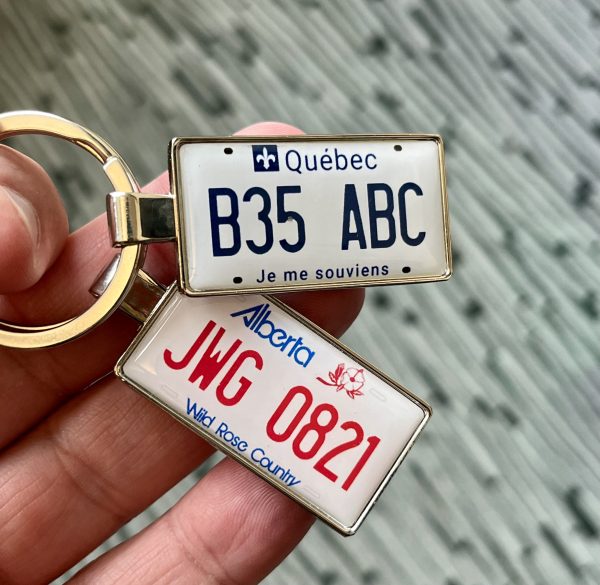 Québec
B35 ABC
Je me souviens
Alberta
JWG 0821
Wild Rose Country